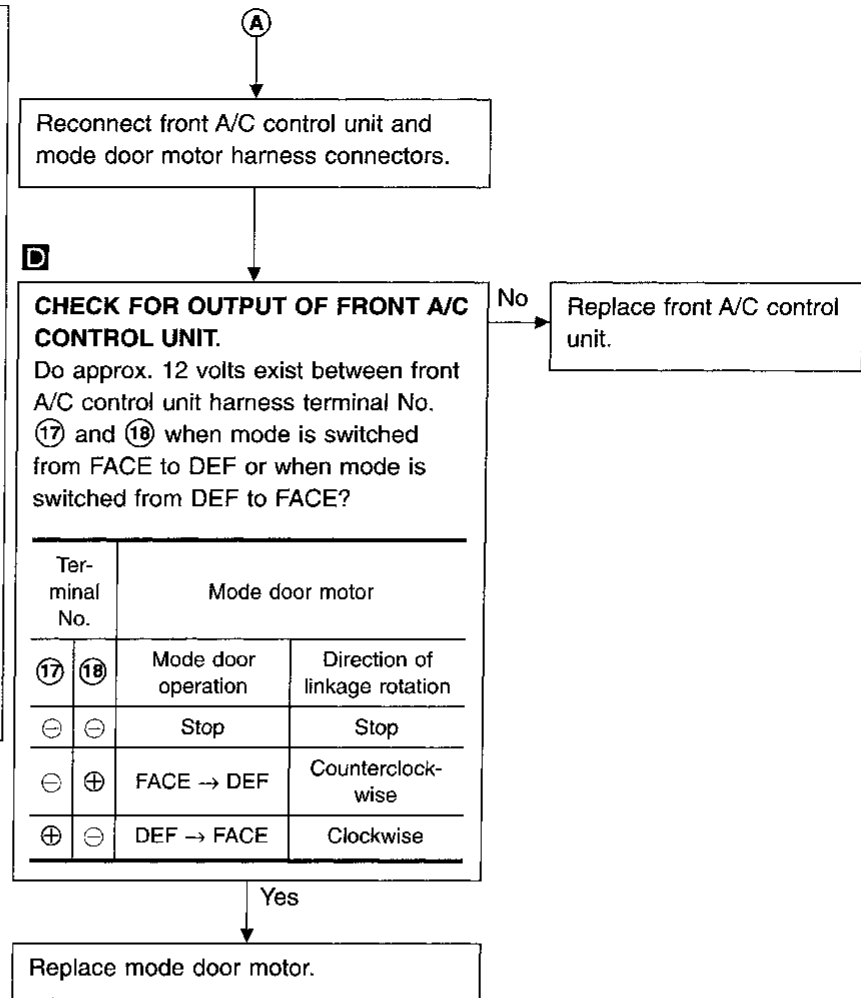 A
Reconnect front A/C control unit and
mode door motor harness connectors.
D
CHECK FOR OUTPUT OF FRONT A/C
CONTROL UNIT.
Do approx. 12 volts exist between front
A/C control unit harness terminal No.
⑰ and ⑱ when mode is switched
from FACE to DEF or when mode is
switched from DEF to FACE?
No
Replace front A/C control
unit.
Ter-
minal
No.
Mode door motor
⑰ ⑱
Mode door
operation
Direction of
linkage rotation
⊖ ⊖ Stop Stop
⊖ ⊕ FACE → DEF Counterclock-
wise
⊕ ⊖ DEF → FACE Clockwise
Yes
Replace mode door motor.